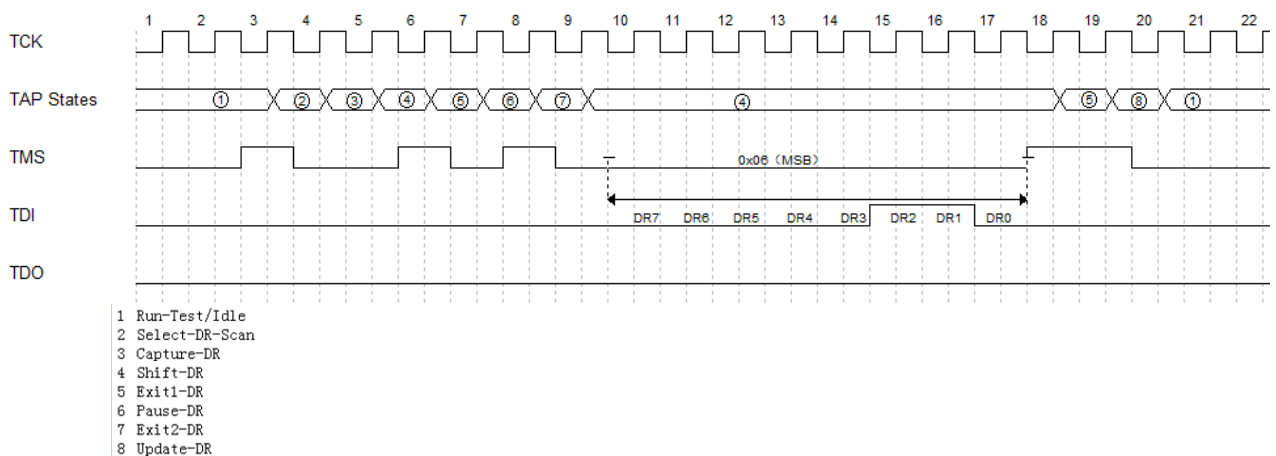 1 2 3 4 5 6 7 8 9 10 11 12 13 14 15 16 17 18 19 20 21 22
TCK
TAP States ① ② ③ ④ ⑤ ⑥ ⑦ ④ ⑤ ⑧ ①
TMS 0x06（MSB）
TDI DR7 DR6 DR5 DR4 DR3 DR2 DR1 DR0
TDO
1 Run-Test/Idle
2 Select-DR-Scan
3 Capture-DR
4 Shift-DR
5 Exit1-DR
6 Pause-DR
7 Exit2-DR
8 Update-DR